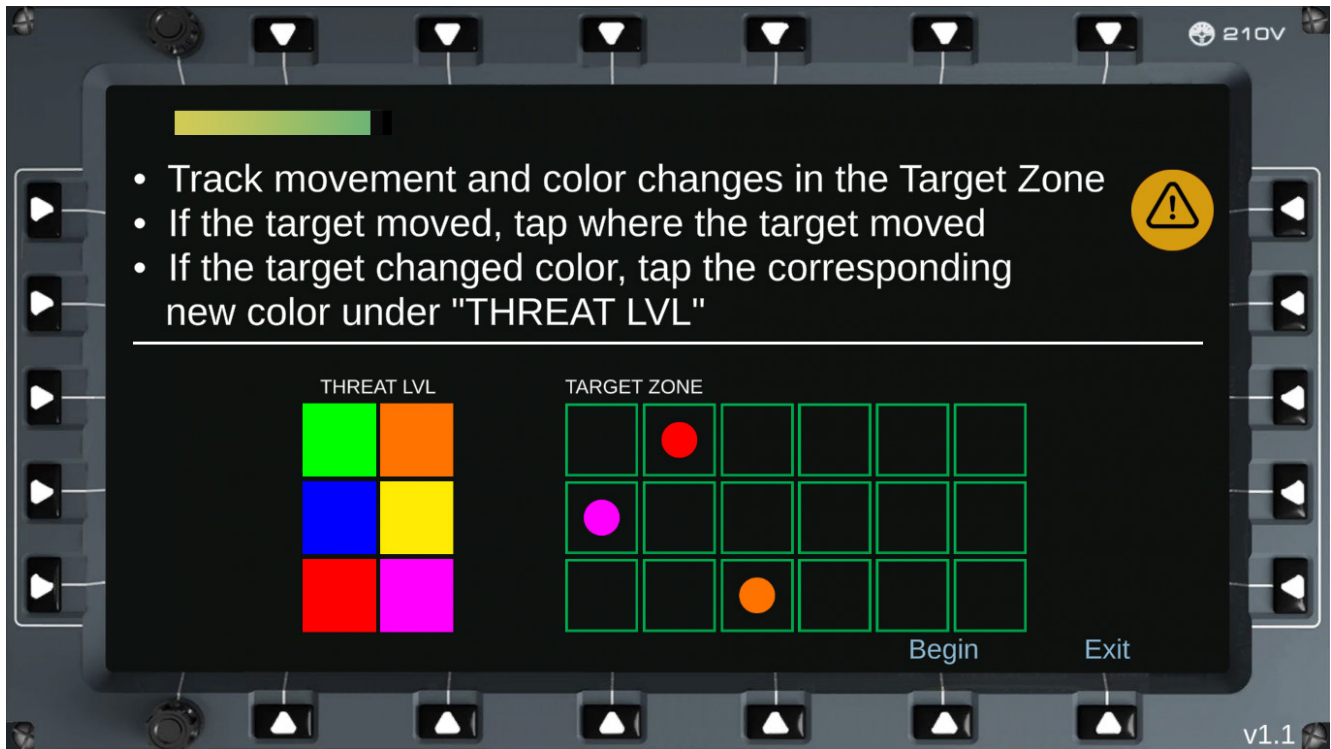 210V
• Track movement and color changes in the Target Zone
• If the target moved, tap where the target moved
• If the target changed color, tap the corresponding
new color under "THREAT LVL"
THREAT LVL
TARGET ZONE
Begin
Exit
v1.1